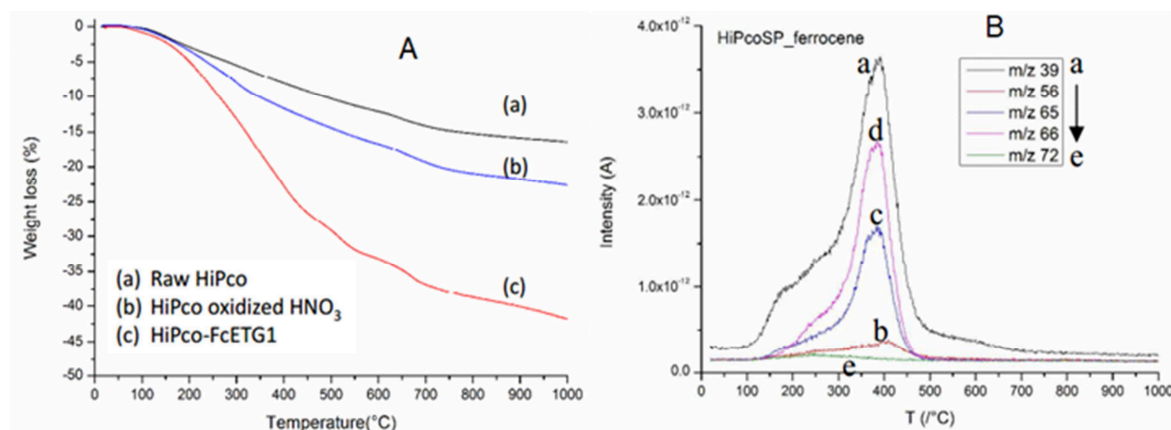 A
0
-5
-10
-15
-20
-25
-30
-35
-40
-45
-50
Weight loss (%)
(a)
(b)
(c)
(a) Raw HiPco
(b) HiPco oxidized HNO3
(c) HiPco-FcETG1
0 100 200 300 400 500 600 700 800 900 1000
Temperature(°C)
B
HiPcoSP_ferrocene
4.0x10-12
3.0x10-12
2.0x10-12
1.0x10-12
0.0
Intensity (A)
a
d
c
b
e
m/z 39 a
m/z 56
m/z 65
m/z 66
m/z 72 e
0 100 200 300 400 500 600 700 800 900 1000
T (/°C)